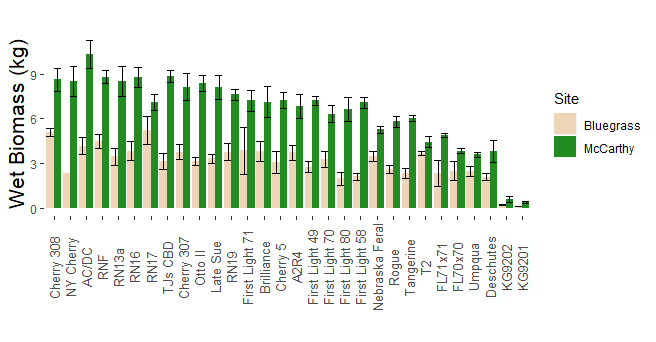 Wet Biomass (kg)
9
6
3
0
Cherry 308
NY Cherry
AC/DC
RNF
RN13a
RN16
RN17
TJs CBD
Cherry 307
Otto II
Late Sue
RN19
First Light 71
Brilliance
Cherry 5
A2R4
First Light 49
First Light 70
First Light 80
First Light 58
Nebraska Feral
Rogue
Tangerine
T2
FL71x71
FL70x70
Umpqua
Deschutes
KG9202
KG9201
Site
Bluegrass
McCarthy